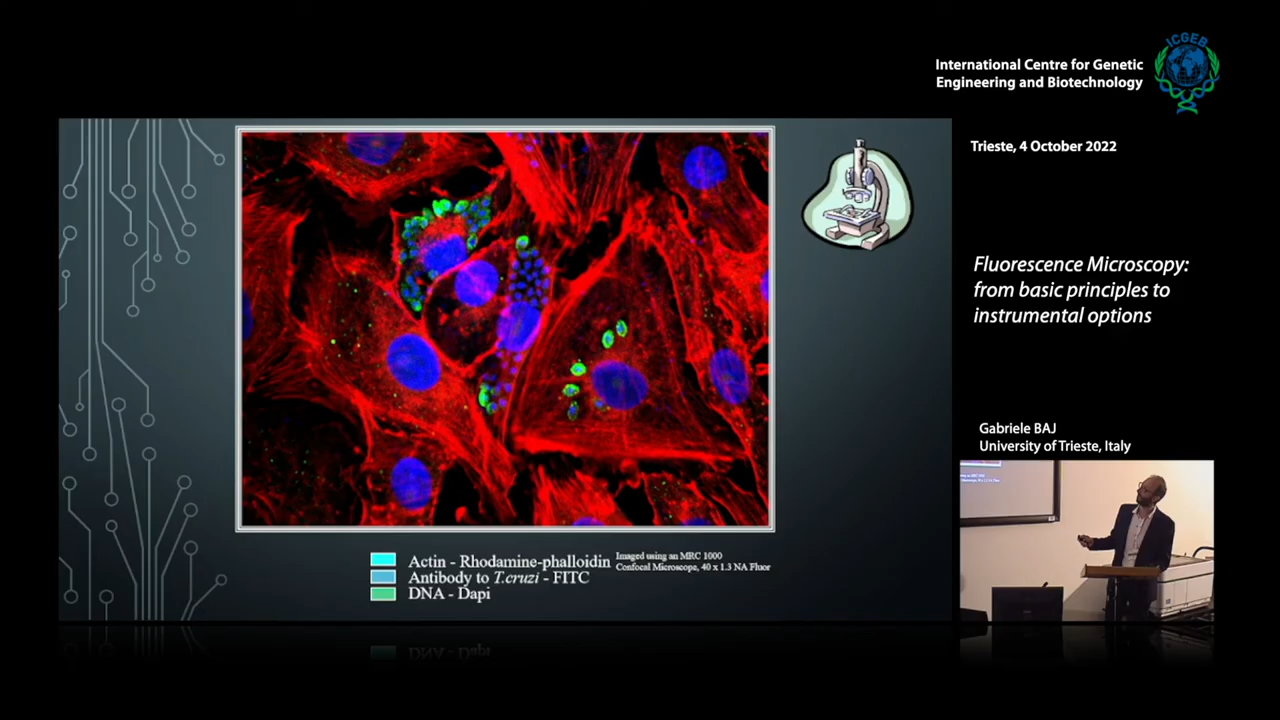 ICGEB
International Centre for Genetic
Engineering and Biotechnology
Trieste, 4 October 2022
Fluorescence Microscopy:
from basic principles to
instrumental options
Gabriele BAJ
University of Trieste, Italy
Actin - Rhodamine-phalloidin
Antibody to T.cruzi - FITC
DNA - Dapi
Imaged using an MRC 1000
Confocal Microscope, 40 x 1.3 NA Fluor